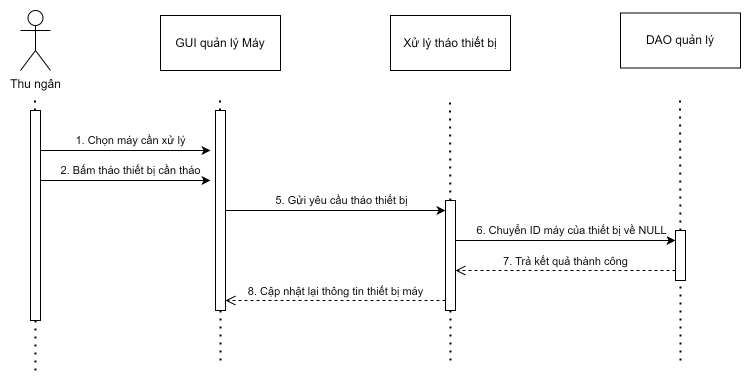 GUI quản lý Máy
Xử lý tháo thiết bị
DAO quản lý
Thu ngân
1. Chọn máy cần xử lý
2. Bấm tháo thiết bị cần tháo
5. Gửi yêu cầu tháo thiết bị
6. Chuyển ID máy của thiết bị về NULL
7. Trả kết quả thành công
8. Cập nhật lại thông tin thiết bị máy